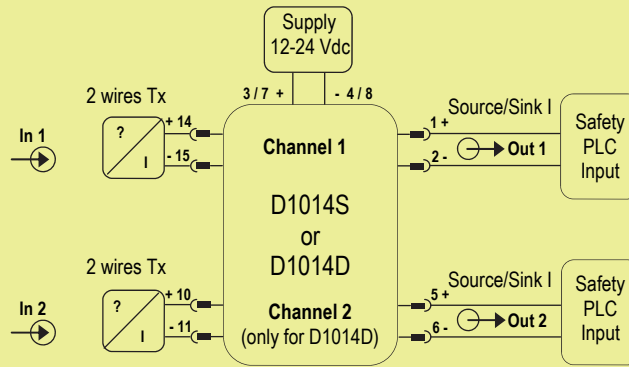 Supply
12-24 Vdc
3 / 7 +
- 4 / 8
2 wires Tx
In 1
?
I
+ 14
- 15
Channel 1
1 +
2 -
Source/Sink I
Out 1
Safety
PLC
Input
D1014S
or
D1014D
2 wires Tx
In 2
?
I
+ 10
- 11
Channel 2
(only for D1014D)
5 +
6 -
Source/Sink I
Out 2
Safety
PLC
Input